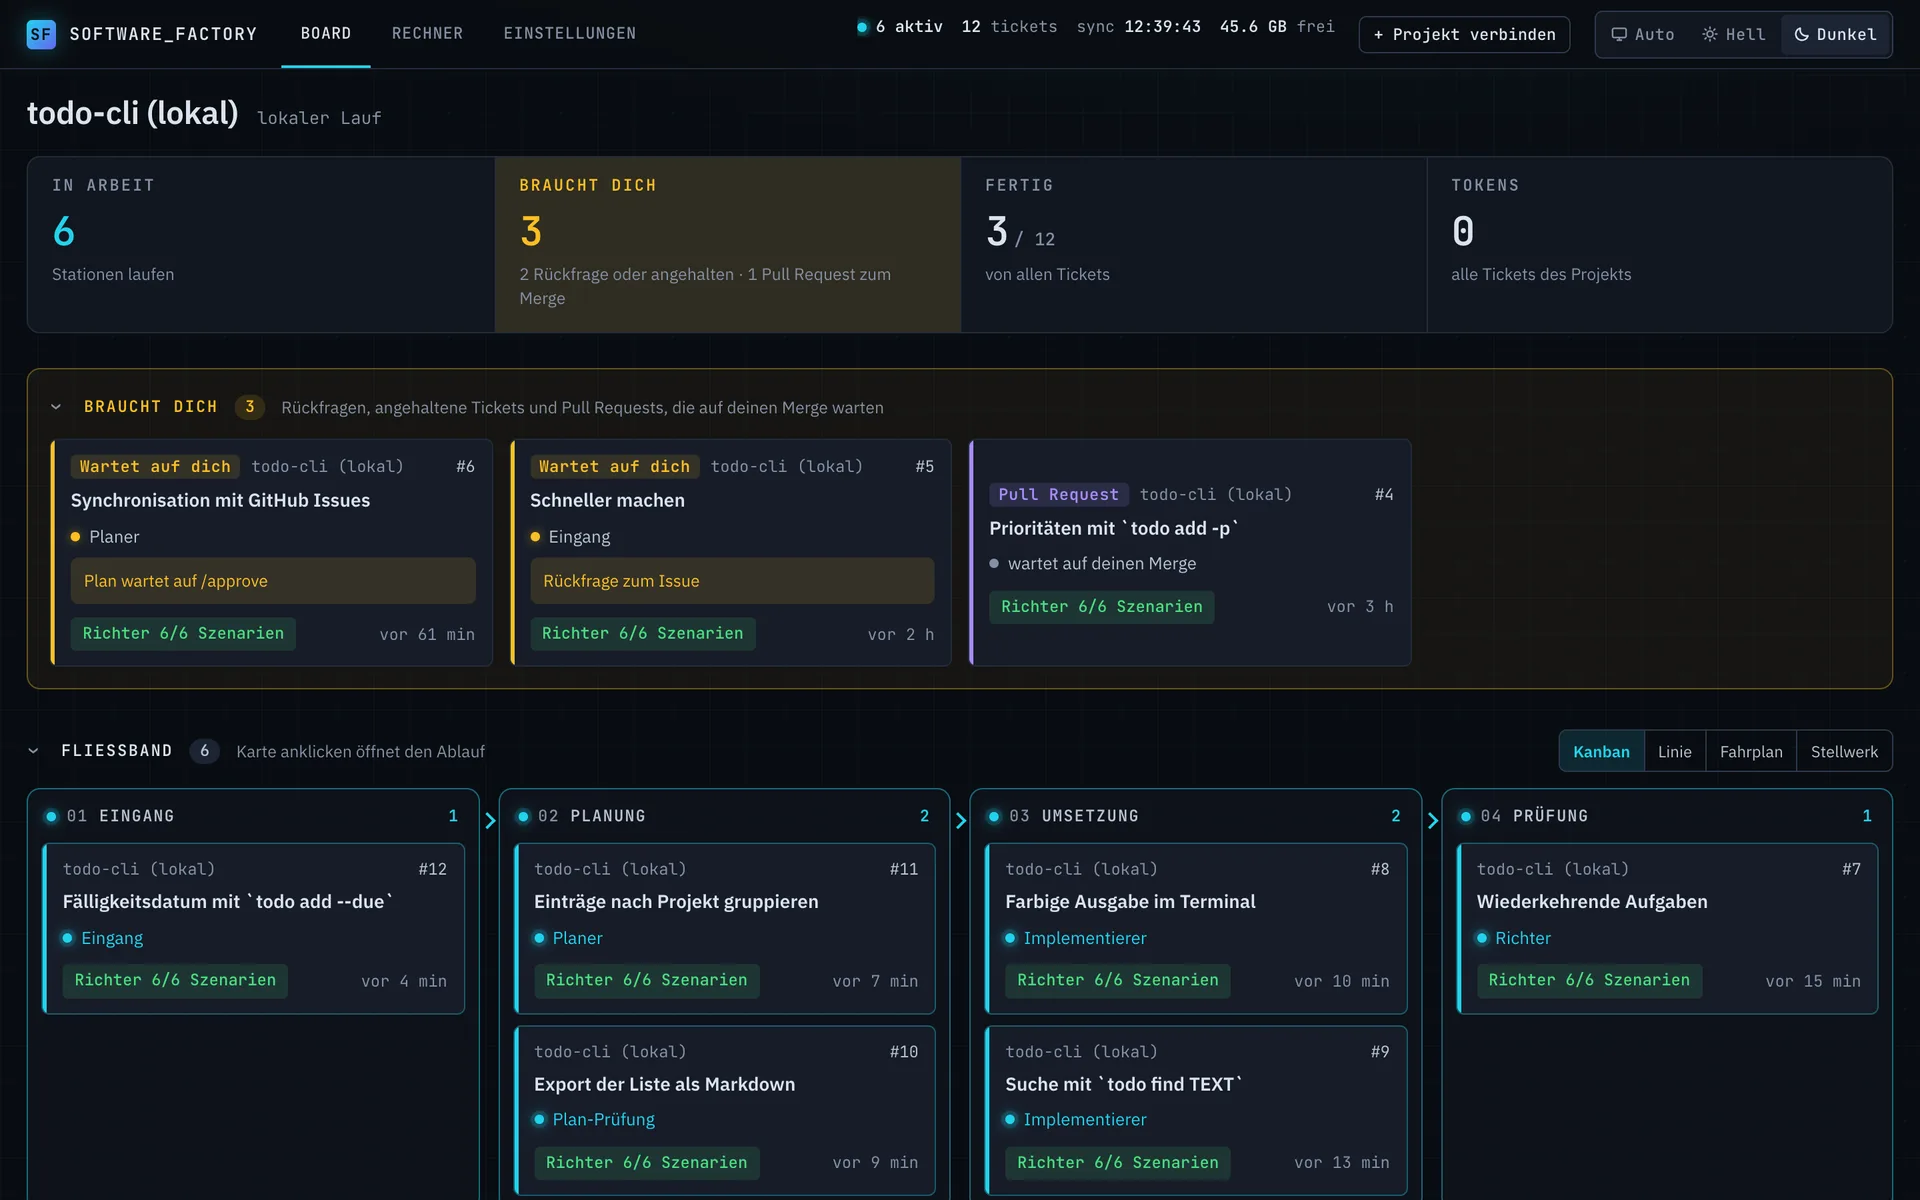 SF SOFTWARE_FACTORY BOARD RECHNER EINSTELLUNGEN 6 aktiv 12 tickets sync 12:39:43 45.6 GB frei + Projekt verbinden Auto Hell Dunkel
todo-cli (lokal) lokaler Lauf
IN ARBEIT
6
Stationen laufen
BRAUCHT DICH
3
2 Rückfrage oder angehalten · 1 Pull Request zum
Merge
FERTIG
3 / 12
von allen Tickets
TOKENS
0
alle Tickets des Projekts
BRAUCHT DICH 3 Rückfragen, angehaltene Tickets und Pull Requests, die auf deinen Merge warten
Wartet auf dich todo-cli (lokal) #6
Synchronisation mit GitHub Issues
Planer
Plan wartet auf /approve
Richter 6/6 Szenarien vor 61 min
Wartet auf dich todo-cli (lokal) #5
Schneller machen
Eingang
Rückfrage zum Issue
Richter 6/6 Szenarien vor 2 h
Pull Request todo-cli (lokal) #4
Prioritäten mit `todo add -p`
wartet auf deinen Merge
Richter 6/6 Szenarien vor 3 h
FLIESSBAND 6 Karte anklicken öffnet den Ablauf
Kanban Linie Fahrplan Stellwerk
01 EINGANG 1
todo-cli (lokal) #12
Fälligkeitsdatum mit `todo add --due`
Eingang
Richter 6/6 Szenarien vor 4 min
02 PLANUNG 2
todo-cli (lokal) #11
Einträge nach Projekt gruppieren
Planer
Richter 6/6 Szenarien vor 7 min
todo-cli (lokal) #10
Export der Liste als Markdown
Plan-Prüfung
Richter 6/6 Szenarien vor 9 min
03 UMSETZUNG 2
todo-cli (lokal) #8
Farbige Ausgabe im Terminal
Implementierer
Richter 6/6 Szenarien vor 10 min
todo-cli (lokal) #9
Suche mit `todo find TEXT`
Implementierer
Richter 6/6 Szenarien vor 13 min
04 PRÜFUNG 1
todo-cli (lokal) #7
Wiederkehrende Aufgaben
Richter
Richter 6/6 Szenarien vor 15 min